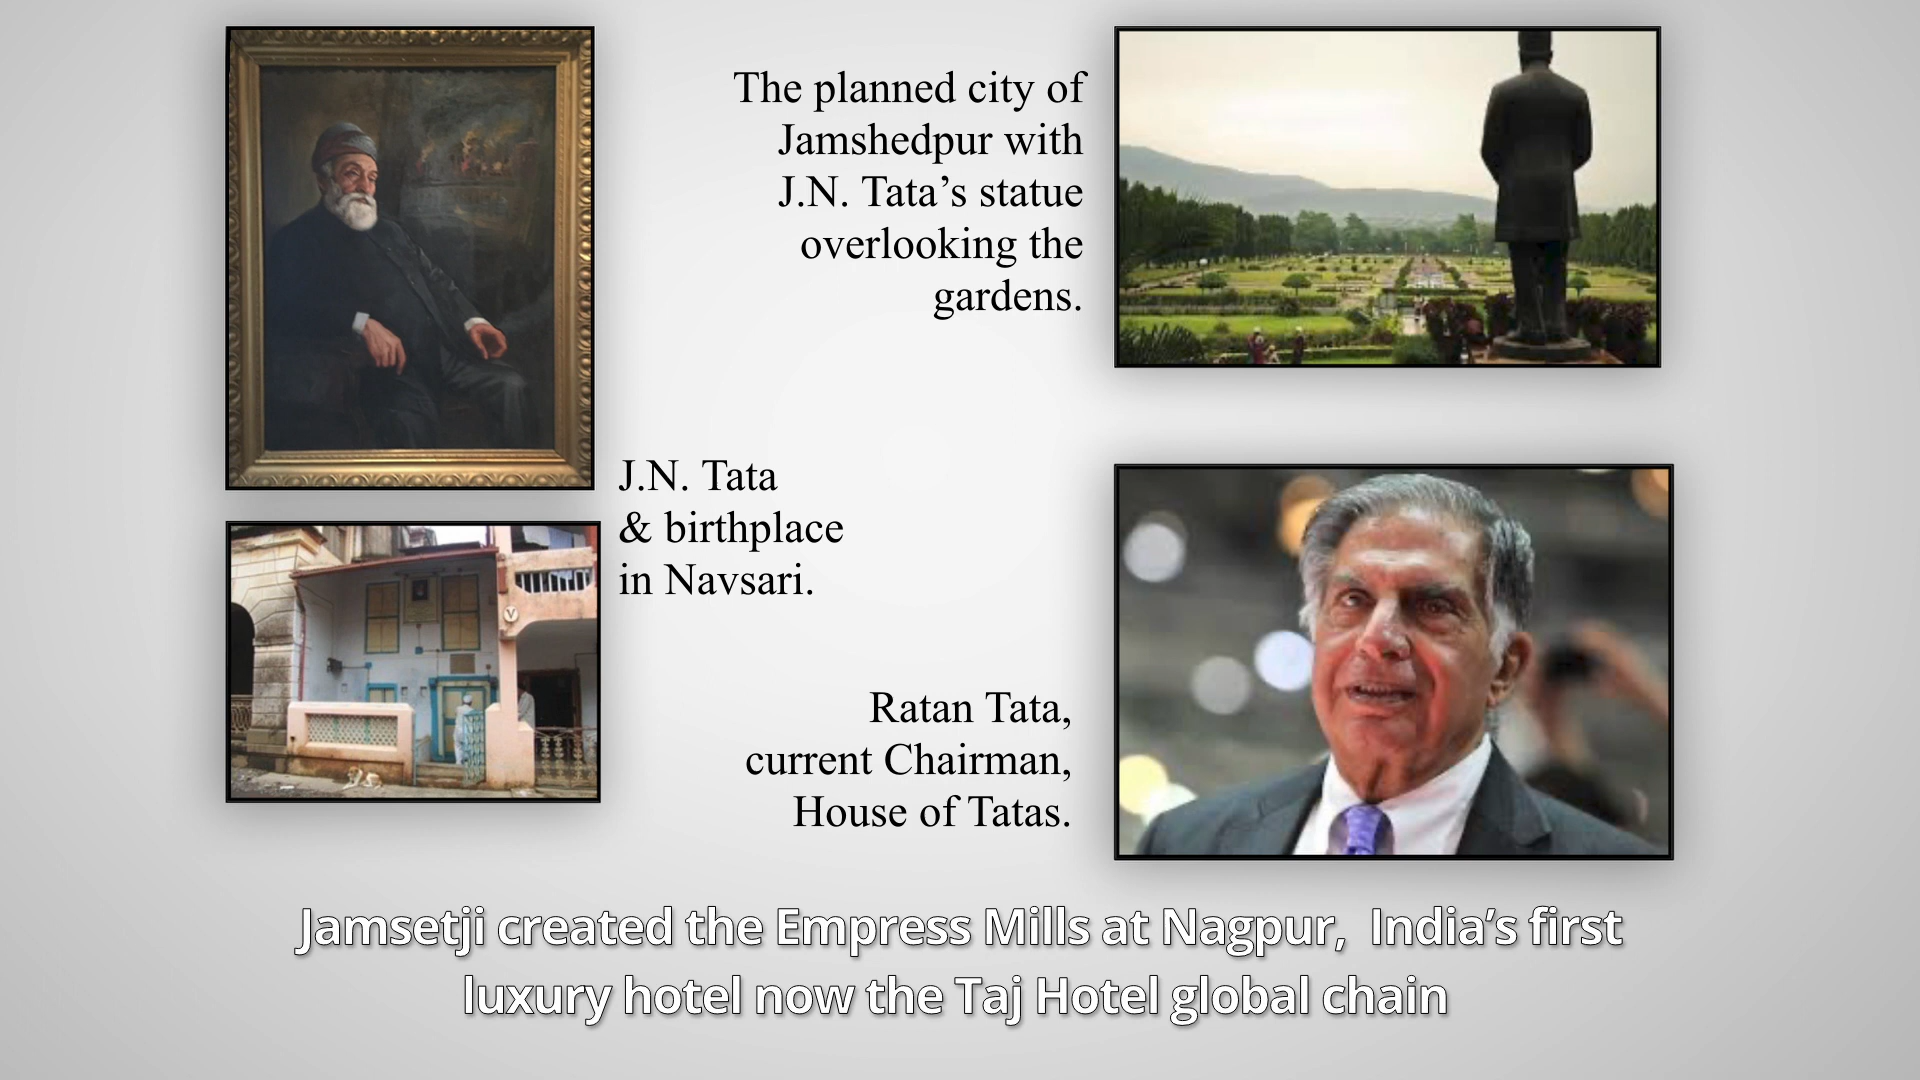 The planned city of
Jamshedpur with
J.N. Tata’s statue
overlooking the
gardens.
J.N. Tata
& birthplace
in Navsari.
Ratan Tata,
current Chairman,
House of Tatas.
Jamsetji created the Empress Mills at Nagpur,  India’s first
luxury hotel now the Taj Hotel global chain